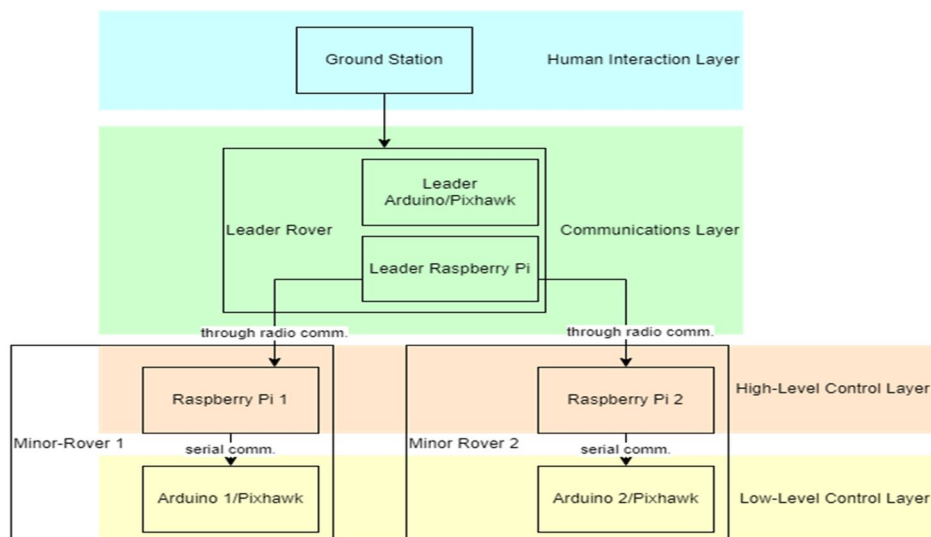 Ground Station
Human Interaction Layer
Leader
Arduino/Pixhawk
Leader Rover
Communications Layer
Leader Raspberry Pi
through radio comm.
through radio comm.
High-Level Control Layer
Raspberry Pi 1
Raspberry Pi 2
Minor-Rover 1
Minor Rover 2
serial comm.
serial comm.
Arduino 1/Pixhawk
Arduino 2/Pixhawk
Low-Level Control Layer